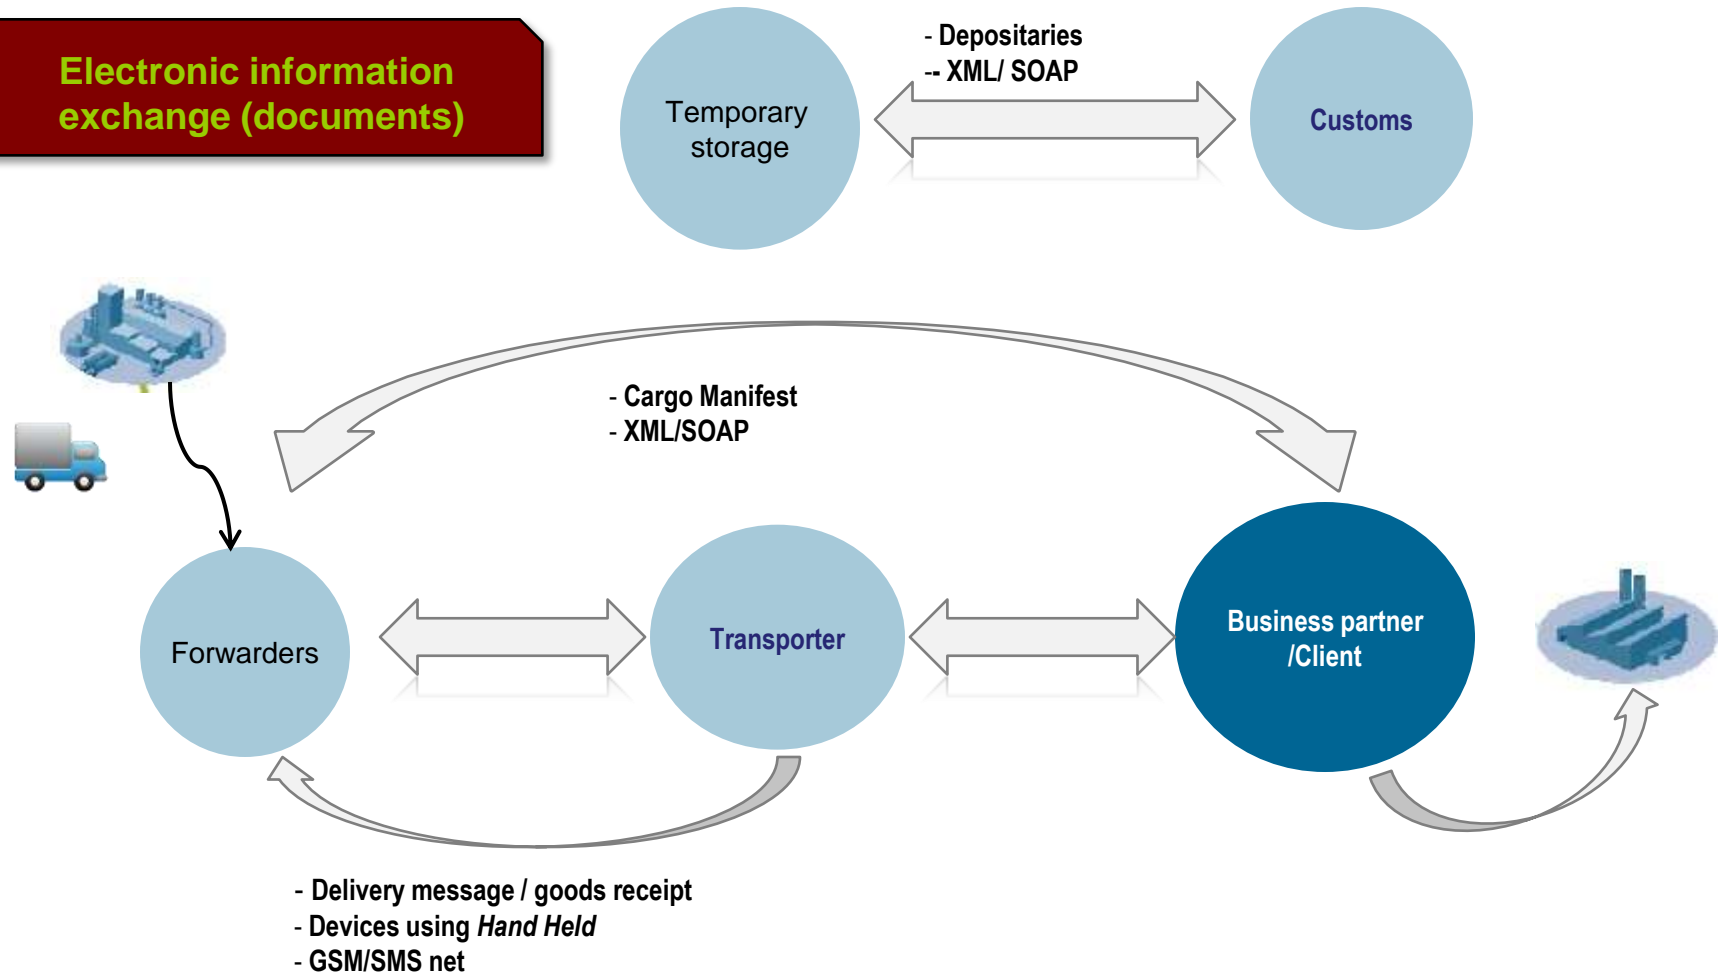 Electronic information
exchange (documents)
- Depositaries
-- XML/ SOAP
Temporary
storage
Customs
- Cargo Manifest
- XML/SOAP
Forwarders
Transporter
Business partner
/Client
- Delivery message / goods receipt
- Devices using Hand Held
- GSM/SMS net